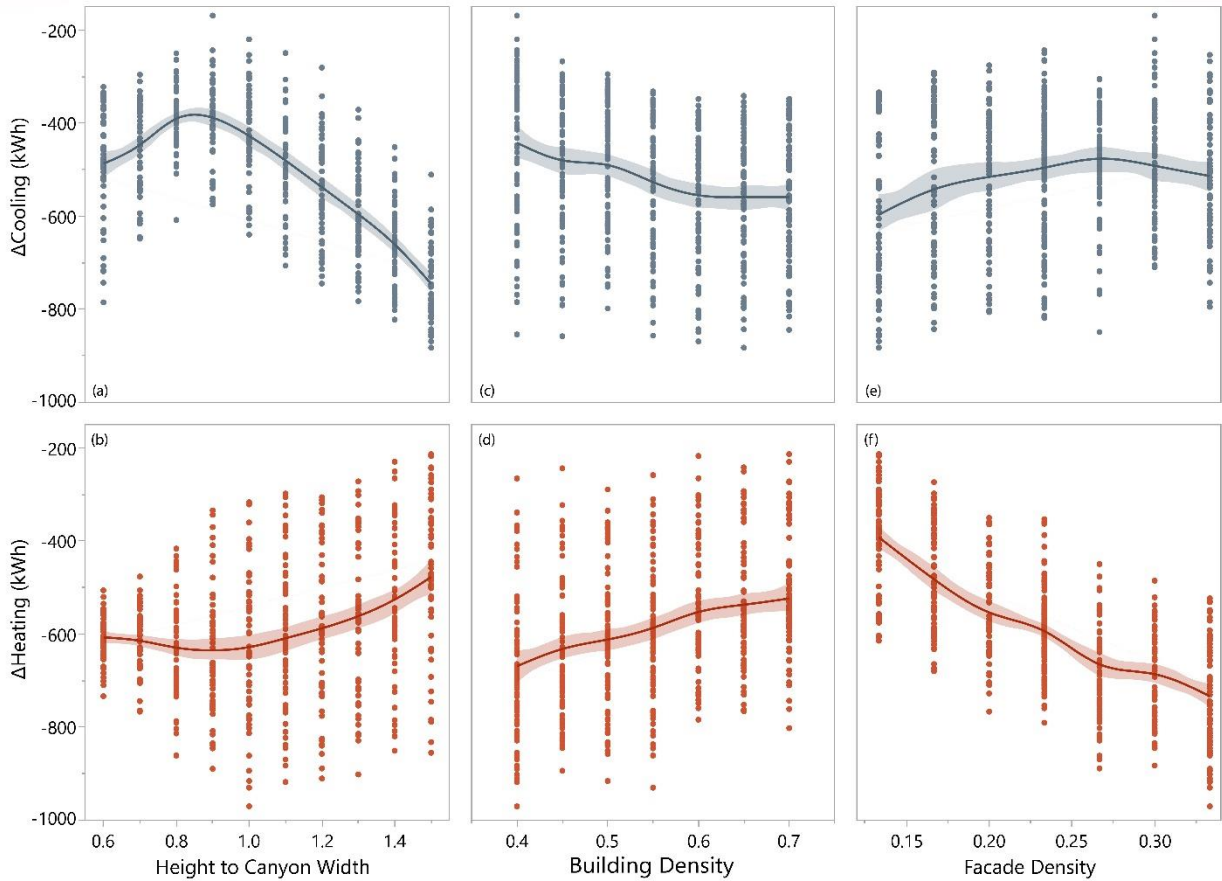 -200
-400
-600
-800
-1000
ΔCooling (kWh)
(a)
(c)
(e)
(b)
(d)
(f)
-200
-400
-600
-800
-1000
ΔHeating (kWh)
0.6
0.8
1.0
1.2
1.4
0.4
0.5
0.6
0.7
0.15
0.20
0.25
0.30
Height to Canyon Width
Building Density
Facade Density